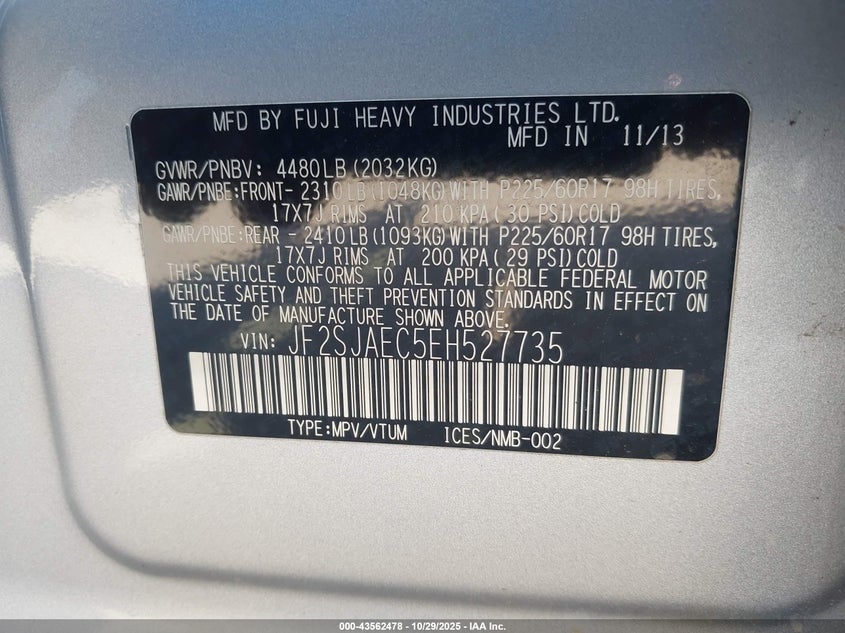 MFD BY FUJI HEAVY INDUSTRIES LTD.
MFD IN 11/13
GVWR/PNBV: 4480LB(2032KG)
GAWR/PNBE:FRONT- 2310LB(1048KG)WITH P225/60R17 98H TIRES,
17X7J RIMS AT 210 KPA(30 PSI)COLD
GAWR/PNBE:REAR - 2410LB(1093KG)WITH P225/60R17 98H TIRES,
17X7J RIMS AT 200 KPA(29 PSI)COLD
THIS VEHICLE CONFORMS TO ALL APPLICABLE FEDERAL MOTOR
VEHICLE SAFETY AND THEFT PREVENTION STANDARDS IN EFFECT ON
THE DATE OF MANUFACTURE SHOWN ABOVE.
VIN: JF2SJAEC5EH527735
TYPE:MPV/VTUM ICES/NMB-002
000-43562478 - 10/29/2025 - IAA Inc.